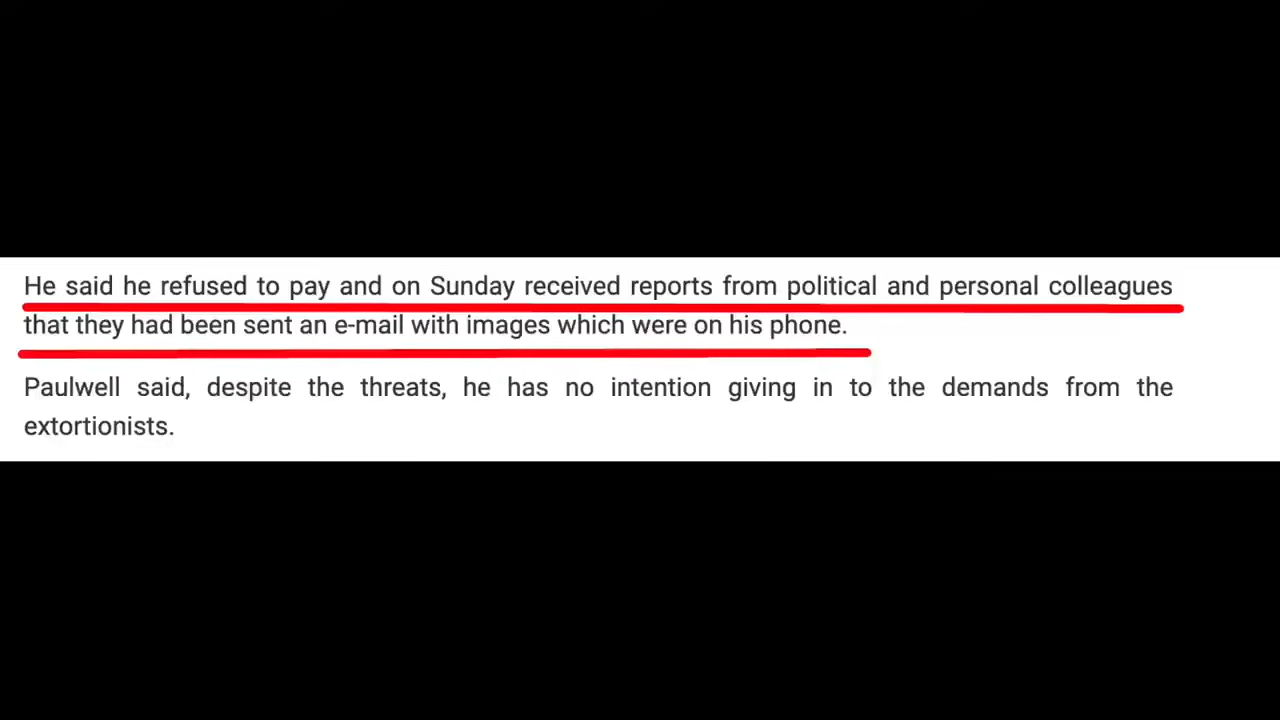 He said he refused to pay and on Sunday received reports from political and personal colleagues
that they had been sent an e-mail with images which were on his phone.
Paulwell said, despite the threats, he has no intention giving in to the demands from the
extortionists.